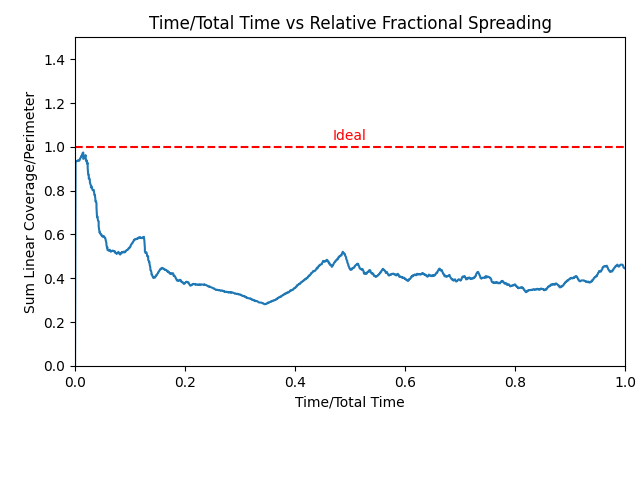 Time/Total Time vs Relative Fractional Spreading
1.4
1.2
1.0
0.8
0.6
0.4
0.2
0.0
Sum Linear Coverage/Perimeter
Ideal
0.0 0.2 0.4 0.6 0.8 1.0
Time/Total Time